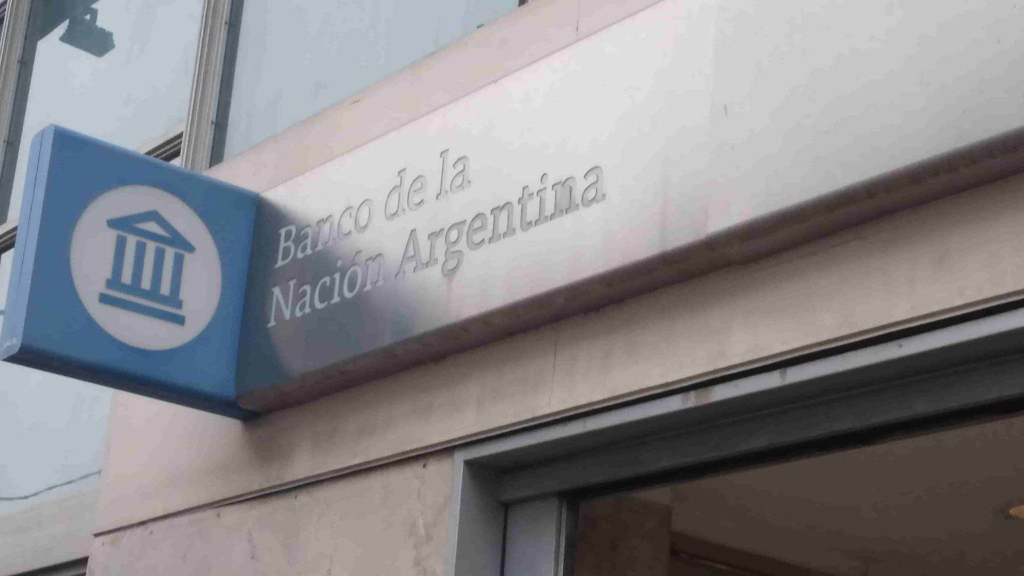 Banco de la
Nación Argentina